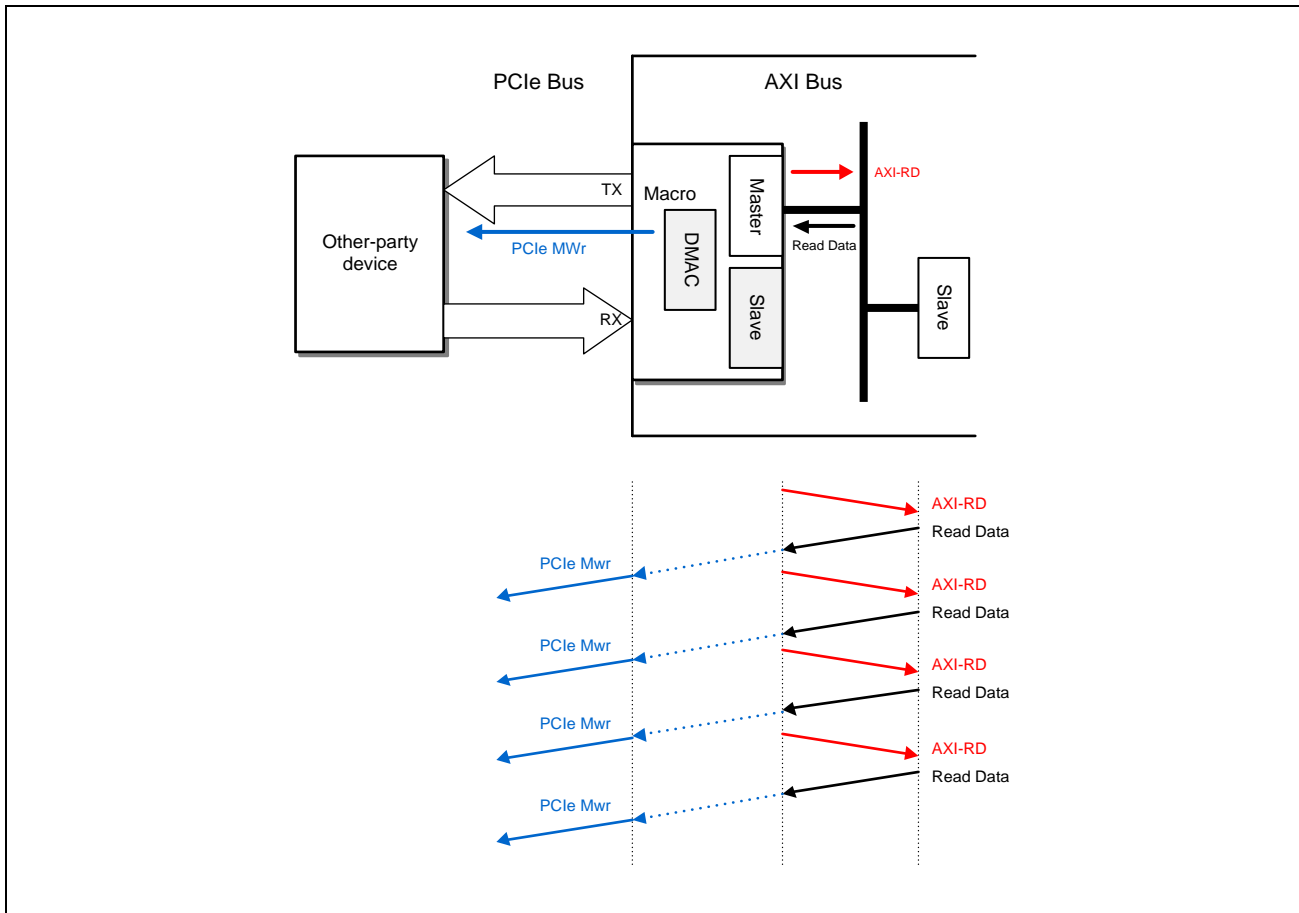 PCIe Bus
AXI Bus
TX
Macro
Master
AXI-RD
Other-party
device
PCIe MWr
DMAC
Read Data
RX
Slave
Slave
AXI-RD
Read Data
PCIe Mwr
AXI-RD
Read Data
PCIe Mwr
AXI-RD
Read Data
PCIe Mwr
AXI-RD
Read Data
PCIe Mwr